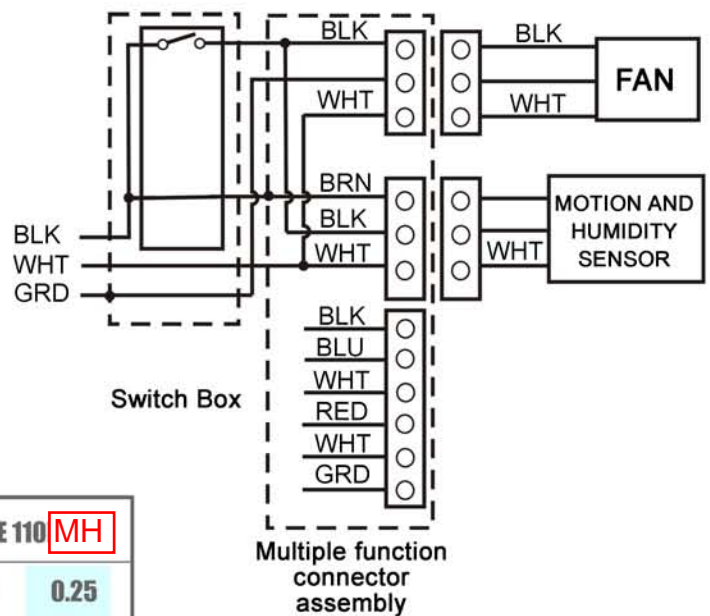 BLK
WHT
BLK
WHT
FAN
BRN
BLK
WHT
WHT
MOTION AND
HUMIDITY
SENSOR
BLK
WHT
GRD
BLK
BLU
WHT
RED
WHT
GRD
Switch Box
Multiple function
connector
assembly
E 110 MH
0.25